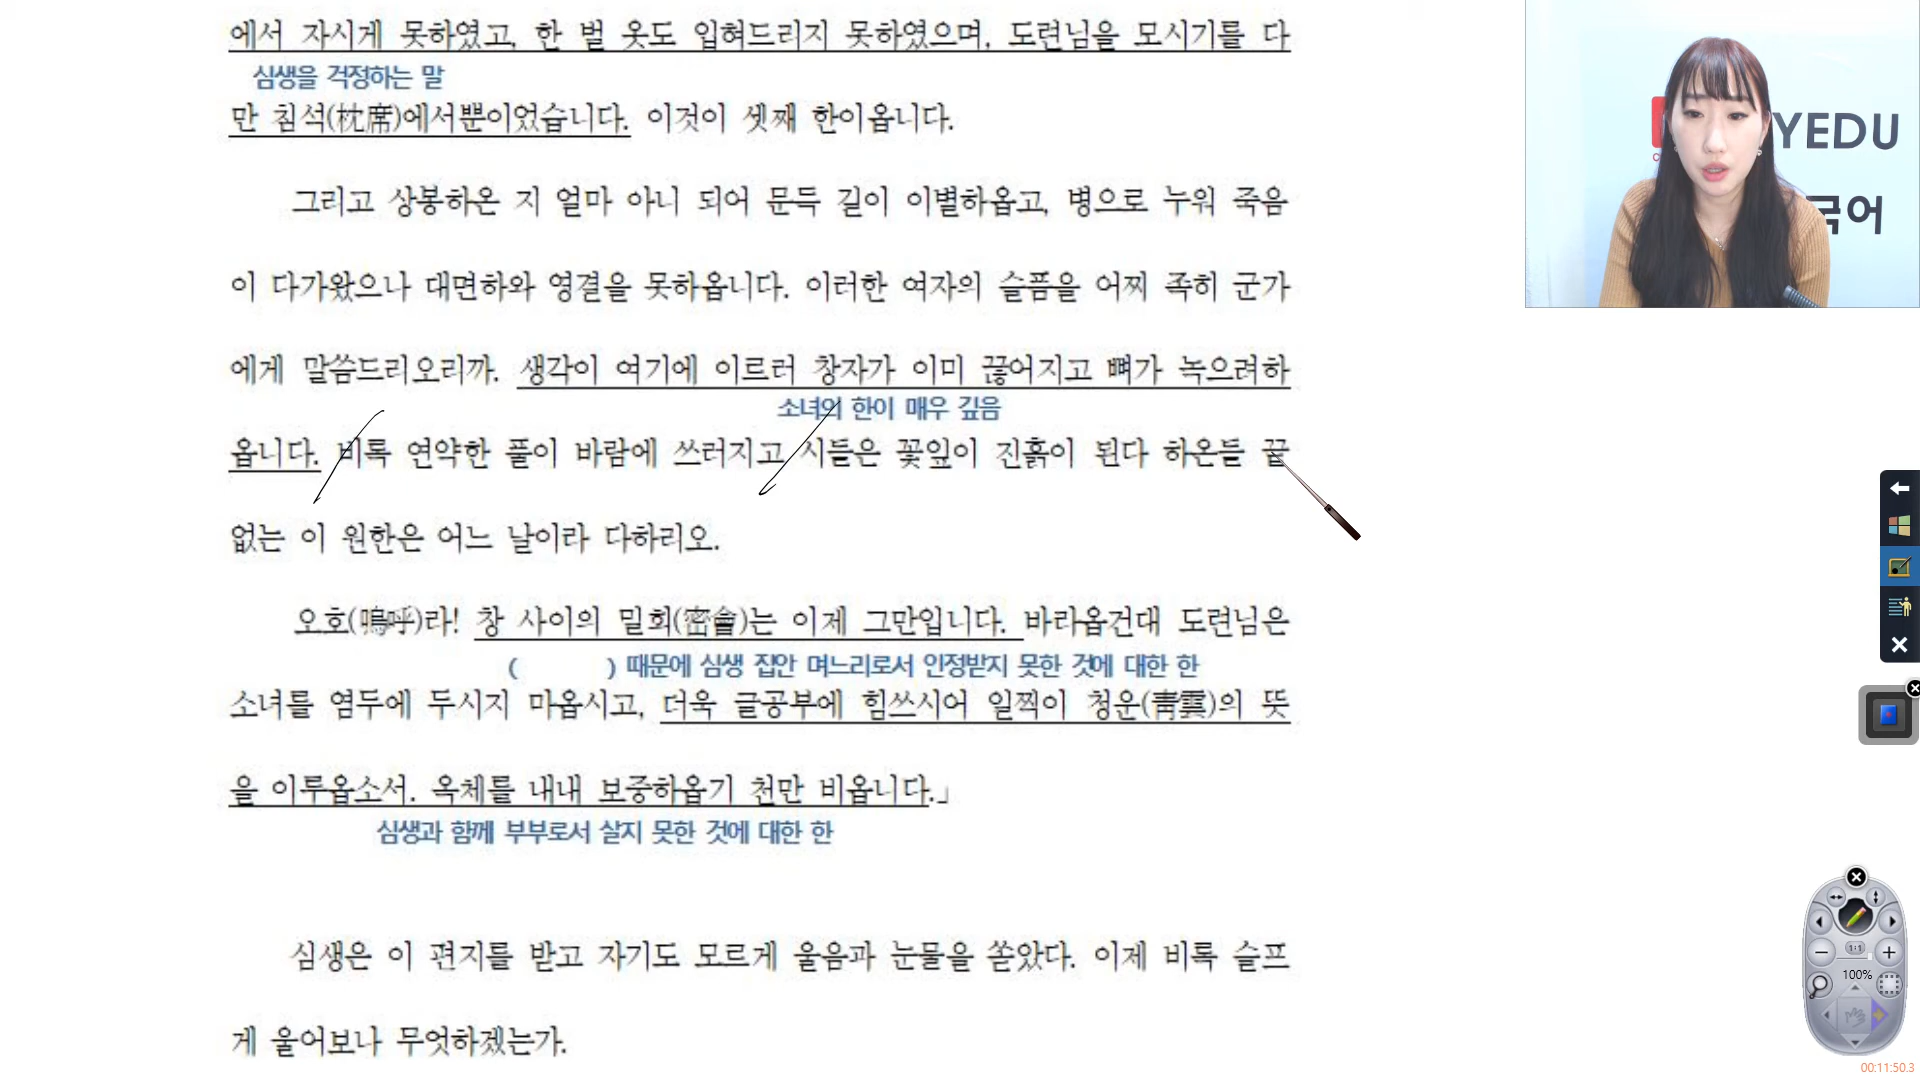 에서 자시게 못하였고, 한 벌 옷도 입혀드리지 못하였으며, 도련님을 모시기를 다
심생을 걱정하는 말
만 침석(枕席)에서뿐이었습니다. 이것이 셋째 한이옵니다.
그리고 상봉하온 지 얼마 아니 되어 문득 길이 이별하옵고, 병으로 누워 죽음
이 다가왔으나 대면하와 영결을 못하옵니다. 이러한 여자의 슬픔을 어찌 족히 군가
에게 말씀드리오리까. 생각이 여기에 이르러 창자가 이미 끊어지고 뼈가 녹으려하
소녀의 한이 매우 깊음
옵니다. 비록 연약한 풀이 바람에 쓰러지고 시들은 꽃잎이 진흙이 된다 하온들 끝
없는 이 원한은 어느 날이라 다하리오.
오호(嗚呼)라! 창 사이의 밀회(密會)는 이제 그만입니다. 바라옵건대 도련님은
( ) 때문에 심생 집안 며느리로서 인정받지 못한 것에 대한 한
소녀를 염두에 두시지 마옵시고, 더욱 글공부에 힘쓰시어 일찍이 청운(靑雲)의 뜻
을 이루옵소서. 옥체를 내내 보중하옵기 천만 비옵니다.」
심생과 함께 부부로서 살지 못한 것에 대한 한
심생은 이 편지를 받고 자기도 모르게 울음과 눈물을 쏟았다. 이제 비록 슬프
게 울어보나 무엇하겠는가.
YEDU
국어
1:1
100%
00:11:50.3